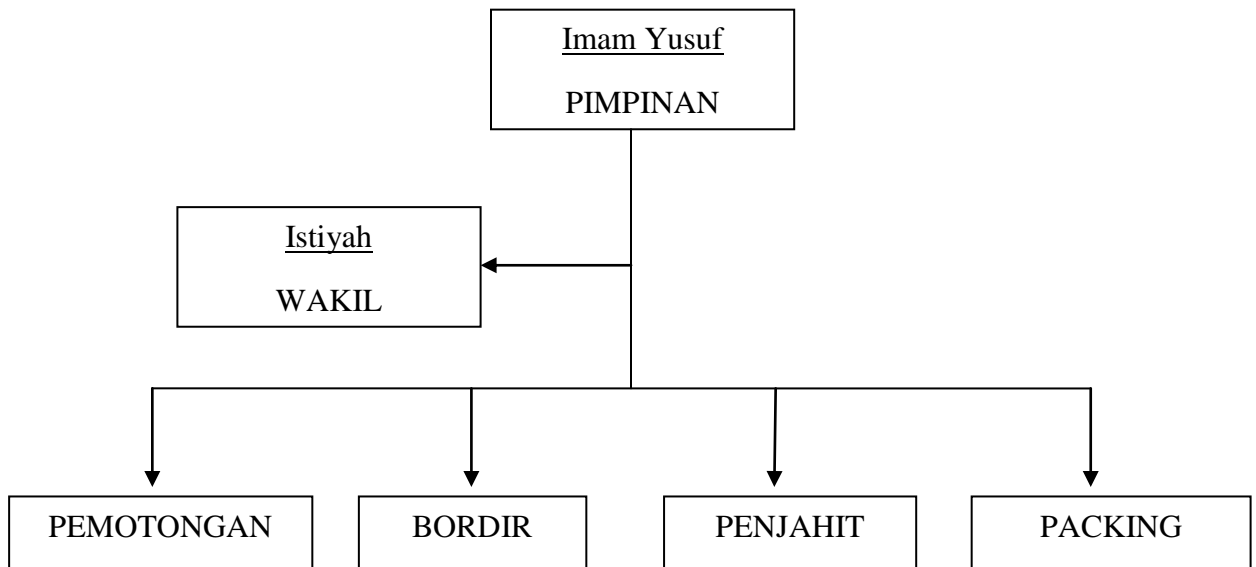 Imam Yusuf
PIMPINAN
Istiyah
WAKIL
PEMOTONGAN
BORDIR
PENJAHIT
PACKING